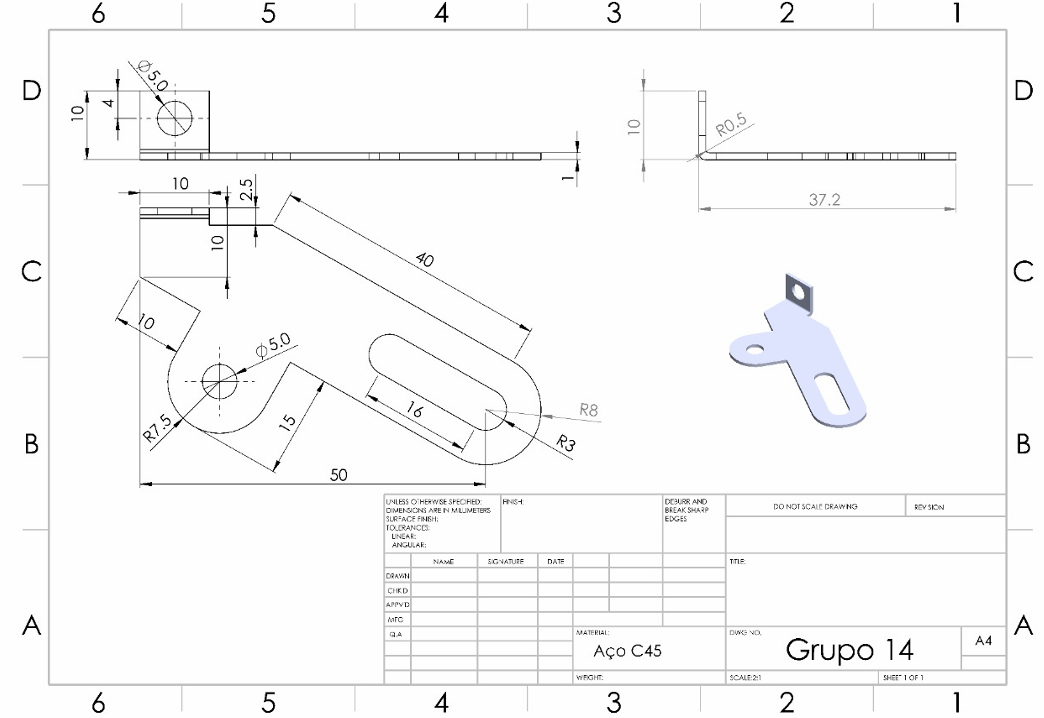 6 5 4 3 2 1
D D
Ø5.0
10
4
1
10
R0.5
37.2
10
2.5
10
C C
40
10
Ø5.0
16
R8
R3
R7.5
15
50
B B
UNLESS OTHERWISE SPECIFIED:
DIMENSIONS ARE IN MILLIMETERS
SURFACE FINISH:
TOLERANCES:
LINEAR:
ANGULAR:
FINISH:
DEBURR AND
BREAK SHARP
EDGES
DO NOT SCALE DRAWING
REVISION
NAME SIGNATURE DATE
TITLE:
DRAWN
CHK'D
APPV'D
MFG
Q.A
MATERIAL:
Aço C45
DWG NO.
Grupo 14
A4
WEIGHT:
SCALE:2:1
SHEET 1 OF 1
A A
6 5 4 3 2 1